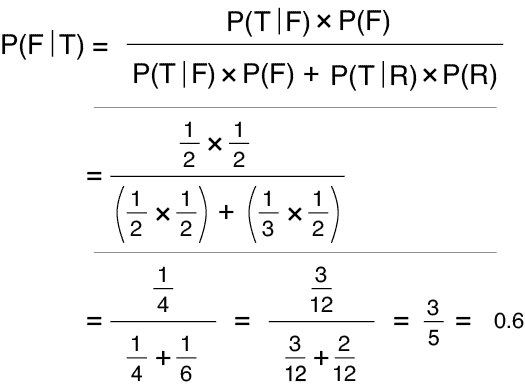 P(F|T) = P(T|F) × P(F) / P(T|F) × P(F) + P(T|R) × P(R)
= 1/2 × 1/2 / (1/2 × 1/2) + (1/3 × 1/2)
= 1/4 / 1/4 + 1/6 = 3/12 / 3/12 + 2/12 = 3/5 = 0.6